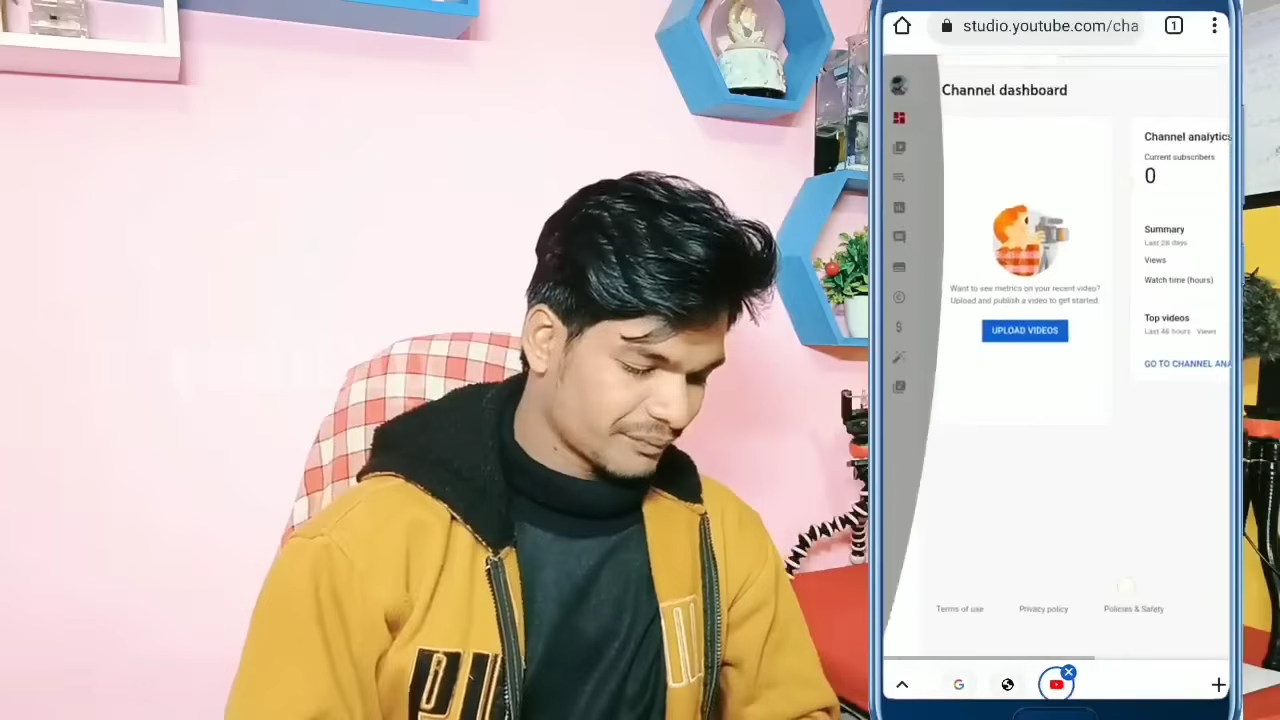 studio.youtube.com/cha
1
Channel dashboard
Channel analytics
Current subscribers
0
Want to see metrics on your recent video?
Upload and publish a video to get started.
UPLOAD VIDEOS
Summary
Last 28 days
Views
Watch time (hours)
Top videos
Last 48 hours · Views
GO TO CHANNEL ANA
Terms of use
Privacy policy
Policies & Safety